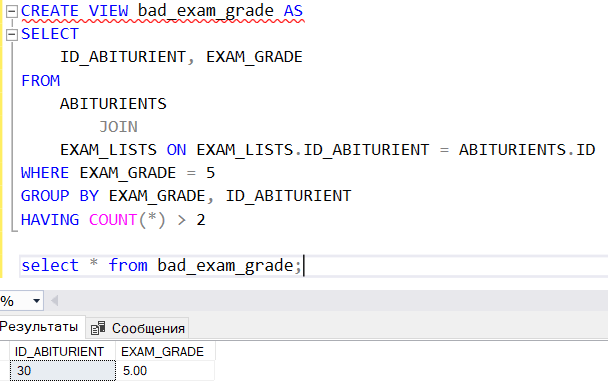 CREATE VIEW bad_exam_grade AS
SELECT
ID_ABITURIENT, EXAM_GRADE
FROM
ABITURIENTS
JOIN
EXAM_LISTS ON EXAM_LISTS.ID_ABITURIENT = ABITURIENTS.ID
WHERE EXAM_GRADE = 5
GROUP BY EXAM_GRADE, ID_ABITURIENT
HAVING COUNT(*) > 2
select * from bad_exam_grade;
%
Результаты Сообщения
ID_ABITURIENT EXAM_GRADE
30 5.00